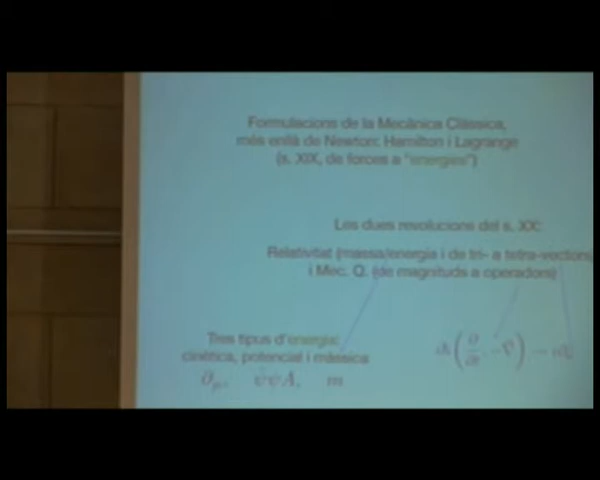 Formulacions de la Mecànica Clàssica,
més enllà de Newton: Hamilton i Lagrange
(s. XIX, de forces a "energies")
Les dues revolucions del s. XX:
Relativitat (massa/energia i de tri- a tetra-vectors)
i Mec. Q. (de magnituds a operadors)
Tres tipus d'energia:
cinètica, potencial i màssica